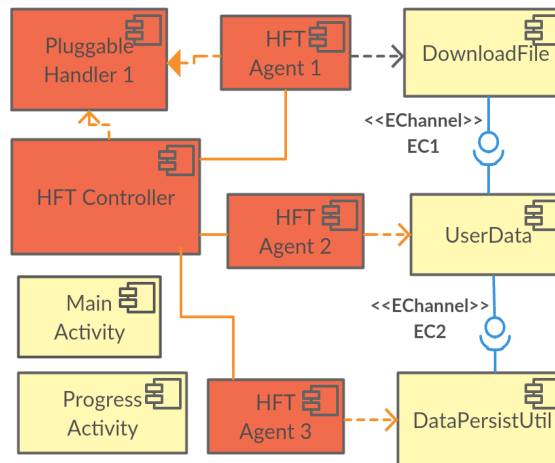 Pluggable
Handler 1
HFT
Agent 1
DownloadFile
<<EChannel>>
EC1
HFT Controller
HFT
Agent 2
UserData
Main
Activity
<<EChannel>>
EC2
Progress
Activity
HFT
Agent 3
DataPersistUtil